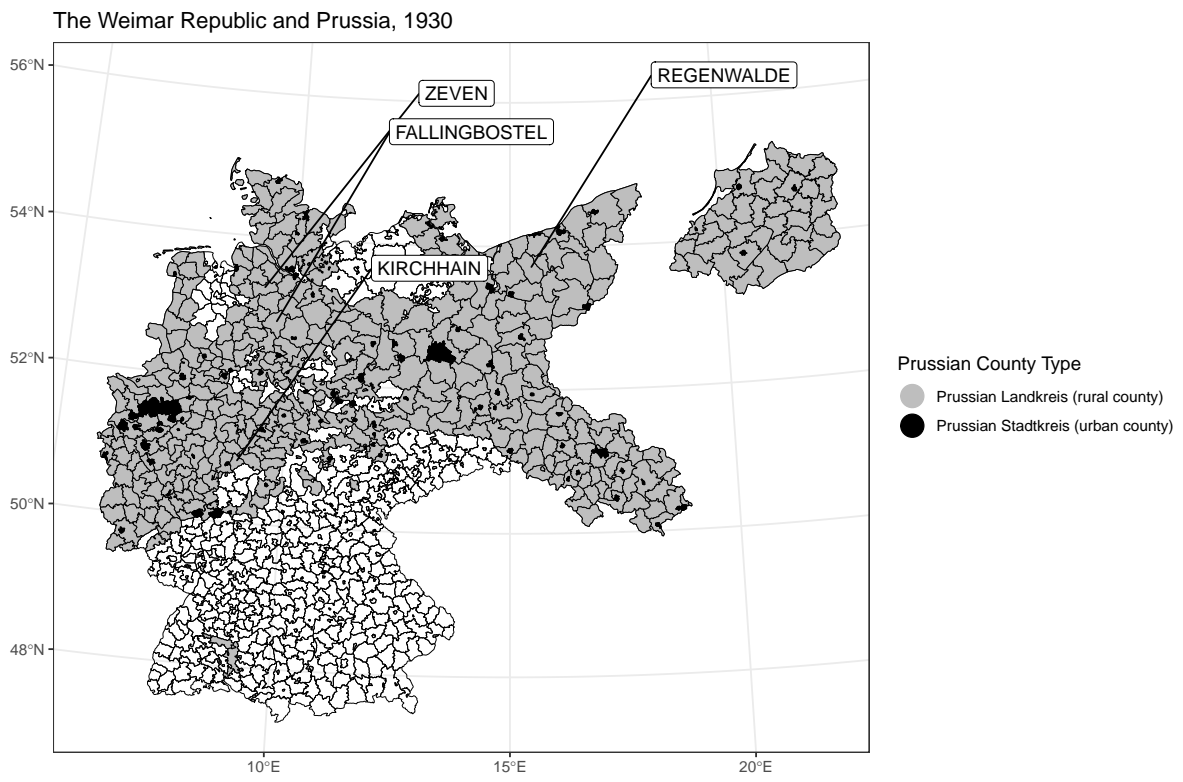 The Weimar Republic and Prussia, 1930
56°N
54°N
52°N
50°N
48°N
ZEVEN
REGENWALDE
FALLINGBOSTEL
KIRCHHAIN
10°E
15°E
20°E
Prussian County Type
Prussian Landkreis (rural county)
Prussian Stadtkreis (urban county)